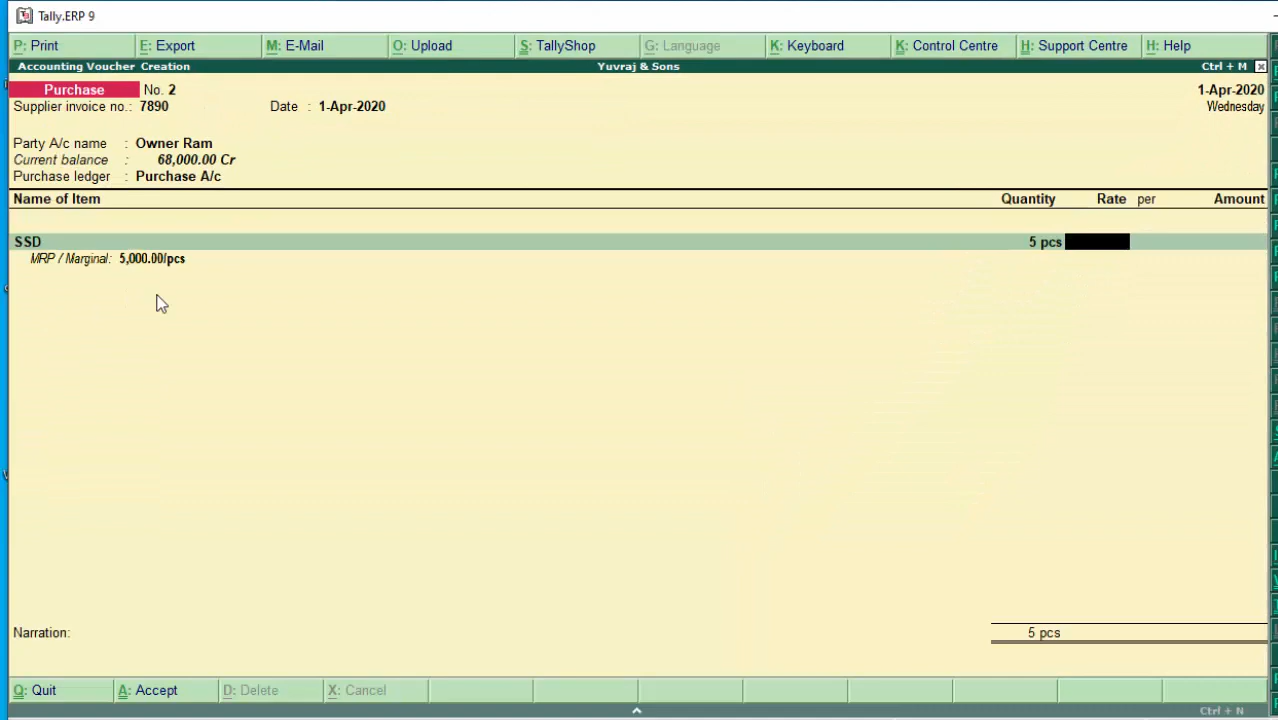 Tally.ERP 9
P: Print E: Export M: E-Mail O: Upload S: TallyShop G: Language K: Keyboard K: Control Centre H: Support Centre H: Help
Accounting Voucher Creation Yuvraj & Sons Ctrl + M
Purchase No. 2 1-Apr-2020
Supplier invoice no.: 7890 Date : 1-Apr-2020 Wednesday
Party A/c name : Owner Ram
Current balance : 68,000.00 Cr
Purchase ledger : Purchase A/c
Name of Item Quantity Rate per Amount
SSD 5 pcs
MRP / Marginal: 5,000.00/pcs
Narration: 5 pcs
Q: Quit A: Accept D: Delete X: Cancel
Ctrl + N